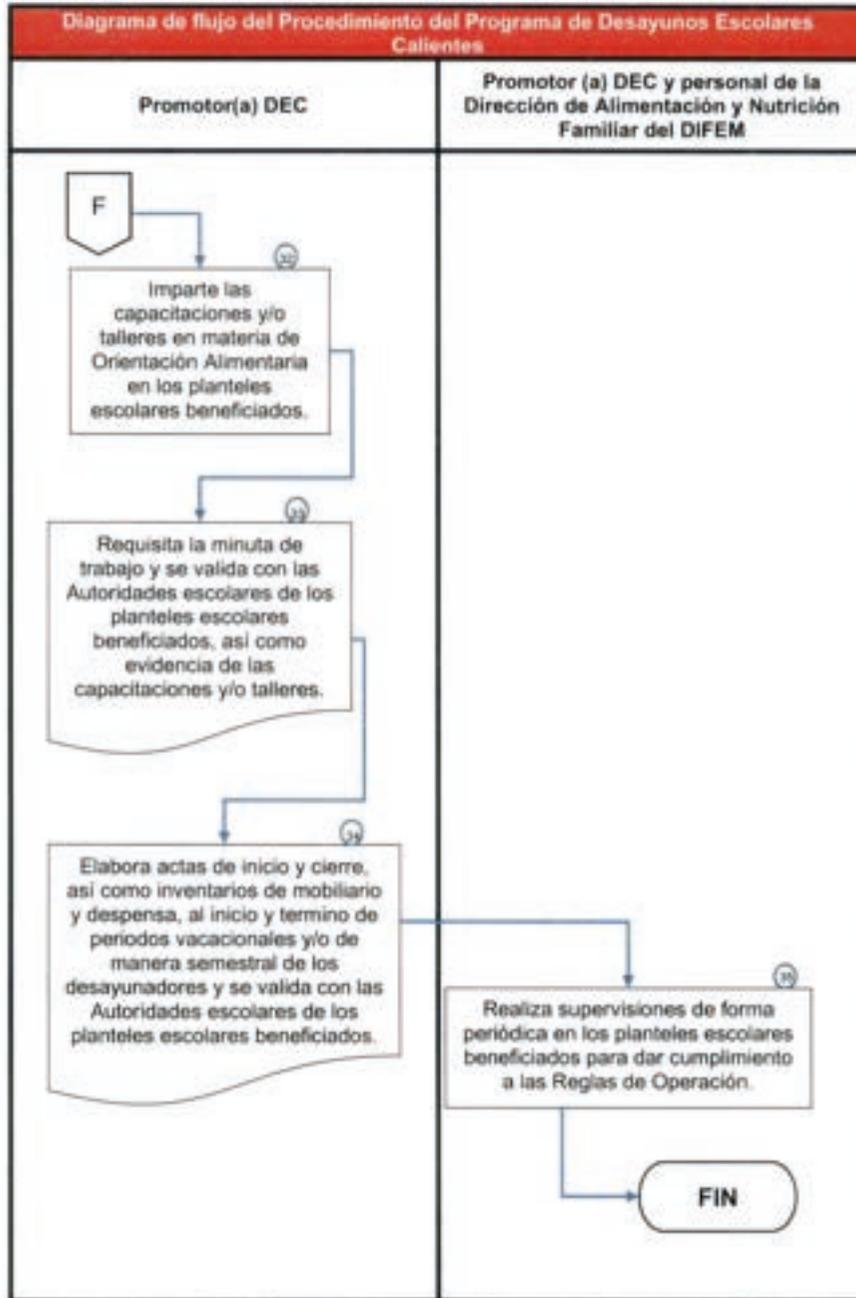 Diagrama de flujo del Procedimiento del Programa de Desayunos Escolares
Calientes
Promotor(a) DEC
Promotor (a) DEC y personal de la
Dirección de Alimentación y Nutrición
Familiar del DIFEM
F
32
Imparte las
capacitaciones y/o
talleres en materia de
Orientación Alimentaria
en los planteles
escolares beneficiados.
33
Requisita la minuta de
trabajo y se valida con las
Autoridades escolares de los
planteles escolares
beneficiados, así como
evidencia de las
capacitaciones y/o talleres.
34
Elabora actas de inicio y cierre,
así como inventarios de mobiliario
y despensa, al inicio y termino de
periodos vacacionales y/o de
manera semestral de los
desayunadores y se valida con las
Autoridades escolares de los
planteles escolares beneficiados.
35
Realiza supervisiones de forma
periódica en los planteles escolares
beneficiados para dar cumplimiento
a las Reglas de Operación.
FIN